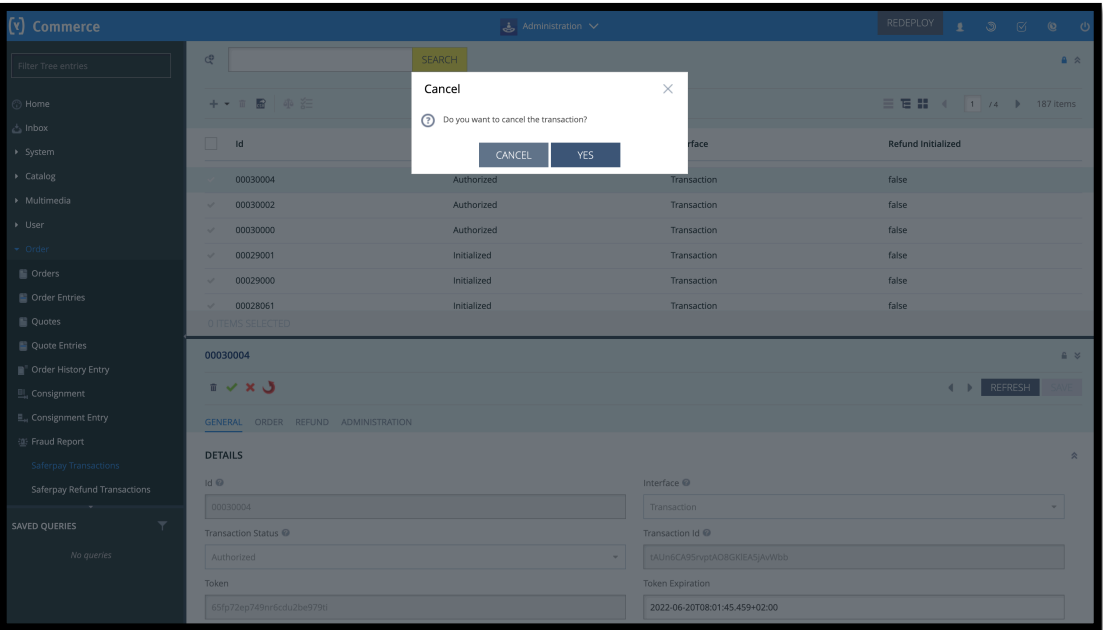 (Y) Commerce
Administration
REDEPLOY
Filter Tree entries
SEARCH
Home
Inbox
System
Catalog
Multimedia
User
Order
Orders
Order Entries
Quotes
Quote Entries
Order History Entry
Consignment
Consignment Entry
Fraud Report
Saferpay Transactions
Saferpay Refund Transactions
SAVED QUERIES
No queries
Cancel
Do you want to cancel the transaction?
CANCEL YES
1 / 4 187 items
Id rface Refund Initialized
00030004 Authorized Transaction false
00030002 Authorized Transaction false
00030000 Authorized Transaction false
00029001 Initialized Transaction false
00029000 Initialized Transaction false
00028061 Initialized Transaction false
0 ITEMS SELECTED
00030004
REFRESH SAVE
GENERAL ORDER REFUND ADMINISTRATION
DETAILS
Id Interface
00030004 Transaction
Transaction Status Transaction Id
Authorized
Token Token Expiration
2022-06-20T08:01:45.459+02:00